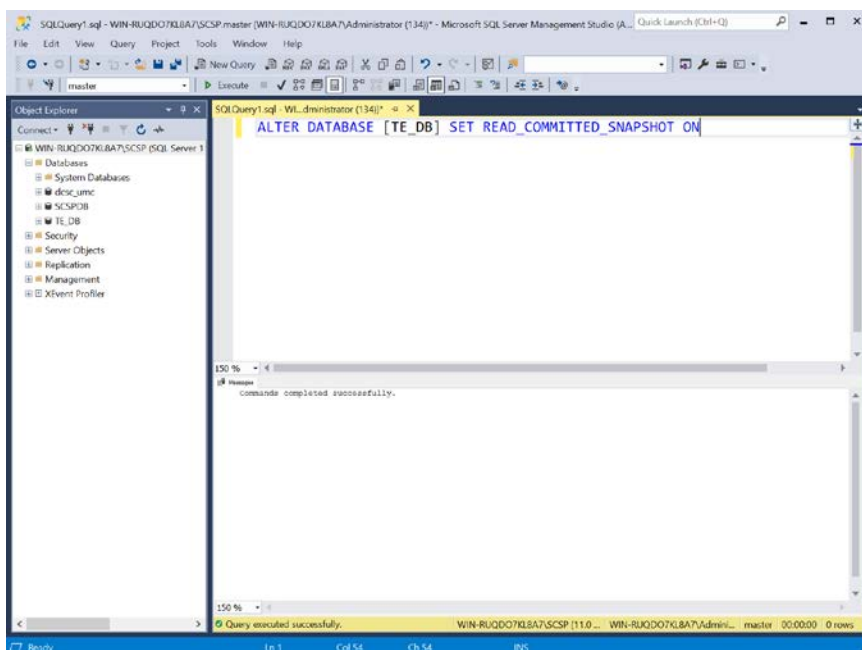 SQLQuery1.sql - WIN-RUQDO7KL8A7\SCSP.master (WIN-RUQDO7KL8A7\Administrator (134))* - Microsoft SQL Server Management Studio (A...
Quick Launch (Ctrl+Q)
File Edit View Query Project Tools Window Help
New Query
master
Execute
Object Explorer
SQLQuery1.sql - WI...dministrator (134))*
Connect
ALTER DATABASE [TE_DB] SET READ_COMMITTED_SNAPSHOT ON
WIN-RUQDO7KL8A7\SCSP (SQL Server 1
Databases
System Databases
desc_umc
SCSPDB
TE_DB
Security
Server Objects
Replication
Management
XEvent Profiler
150 %
Messages
Commands completed successfully.
150 %
Query executed successfully.
WIN-RUQDO7KL8A7\SCSP (11.0 ...
WIN-RUQDO7KL8A7\Admini...
master
00:00:00
0 rows
Ready
Ln 1
Col 54
Ch 54
INS